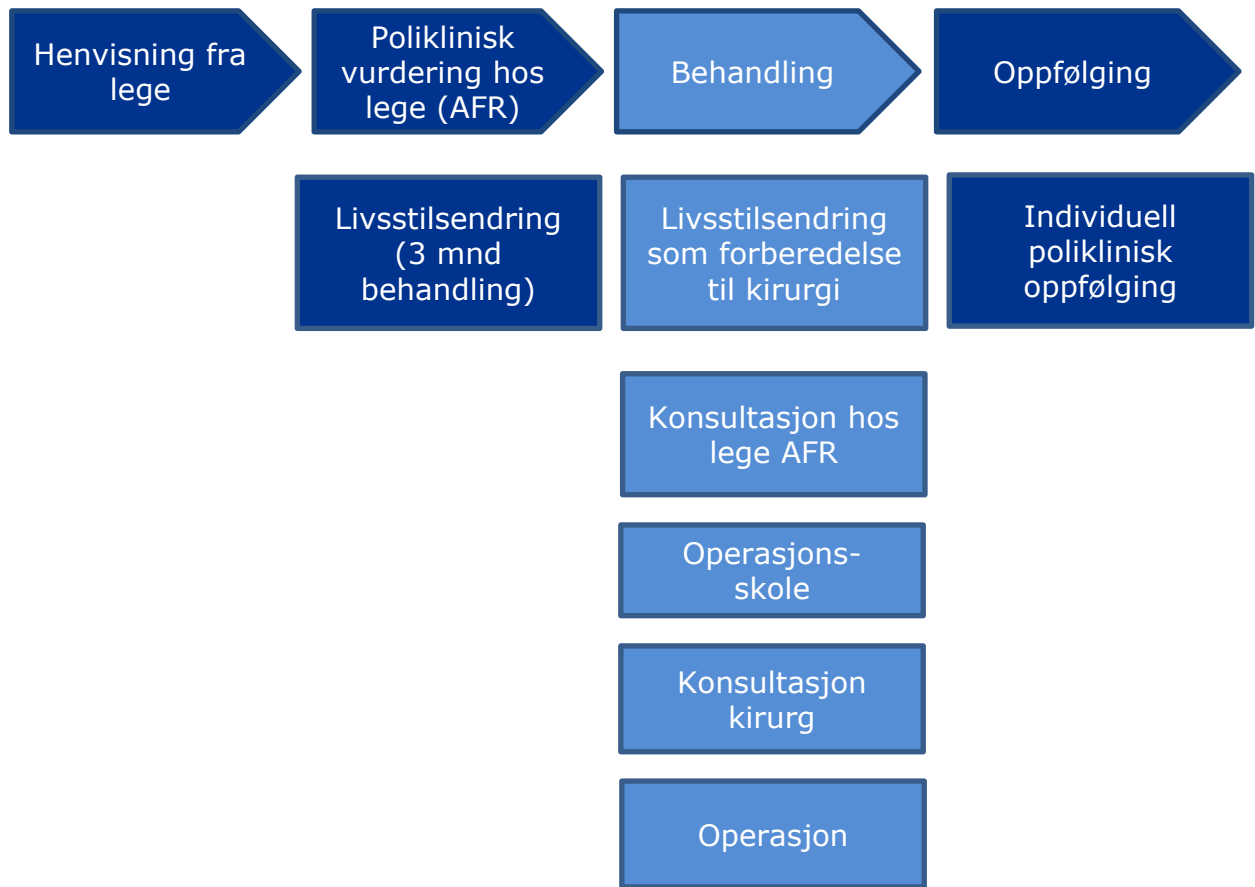 Henvisning fra
lege
Poliklinisk
vurdering hos
lege (AFR)
Behandling
Oppfølging
Livsstilsendring
(3 mnd
behandling)
Livsstilsendring
som forberedelse
til kirurgi
Individuell
poliklinisk
oppfølging
Konsultasjon hos
lege AFR
Operasjons-
skole
Konsultasjon
kirurg
Operasjon